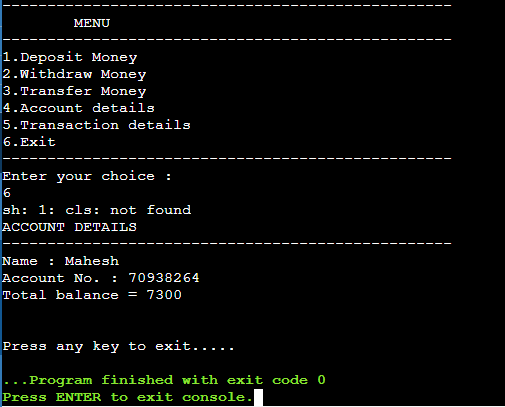 --------------------------------------------------
MENU
--------------------------------------------------
1.Deposit Money
2.Withdraw Money
3.Transfer Money
4.Account details
5.Transaction details
6.Exit
--------------------------------------------------
Enter your choice :
6
sh: 1: cls: not found
ACCOUNT DETAILS
--------------------------------------------------
Name : Mahesh
Account No. : 70938264
Total balance = 7300
Press any key to exit.....
...Program finished with exit code 0
Press ENTER to exit console.